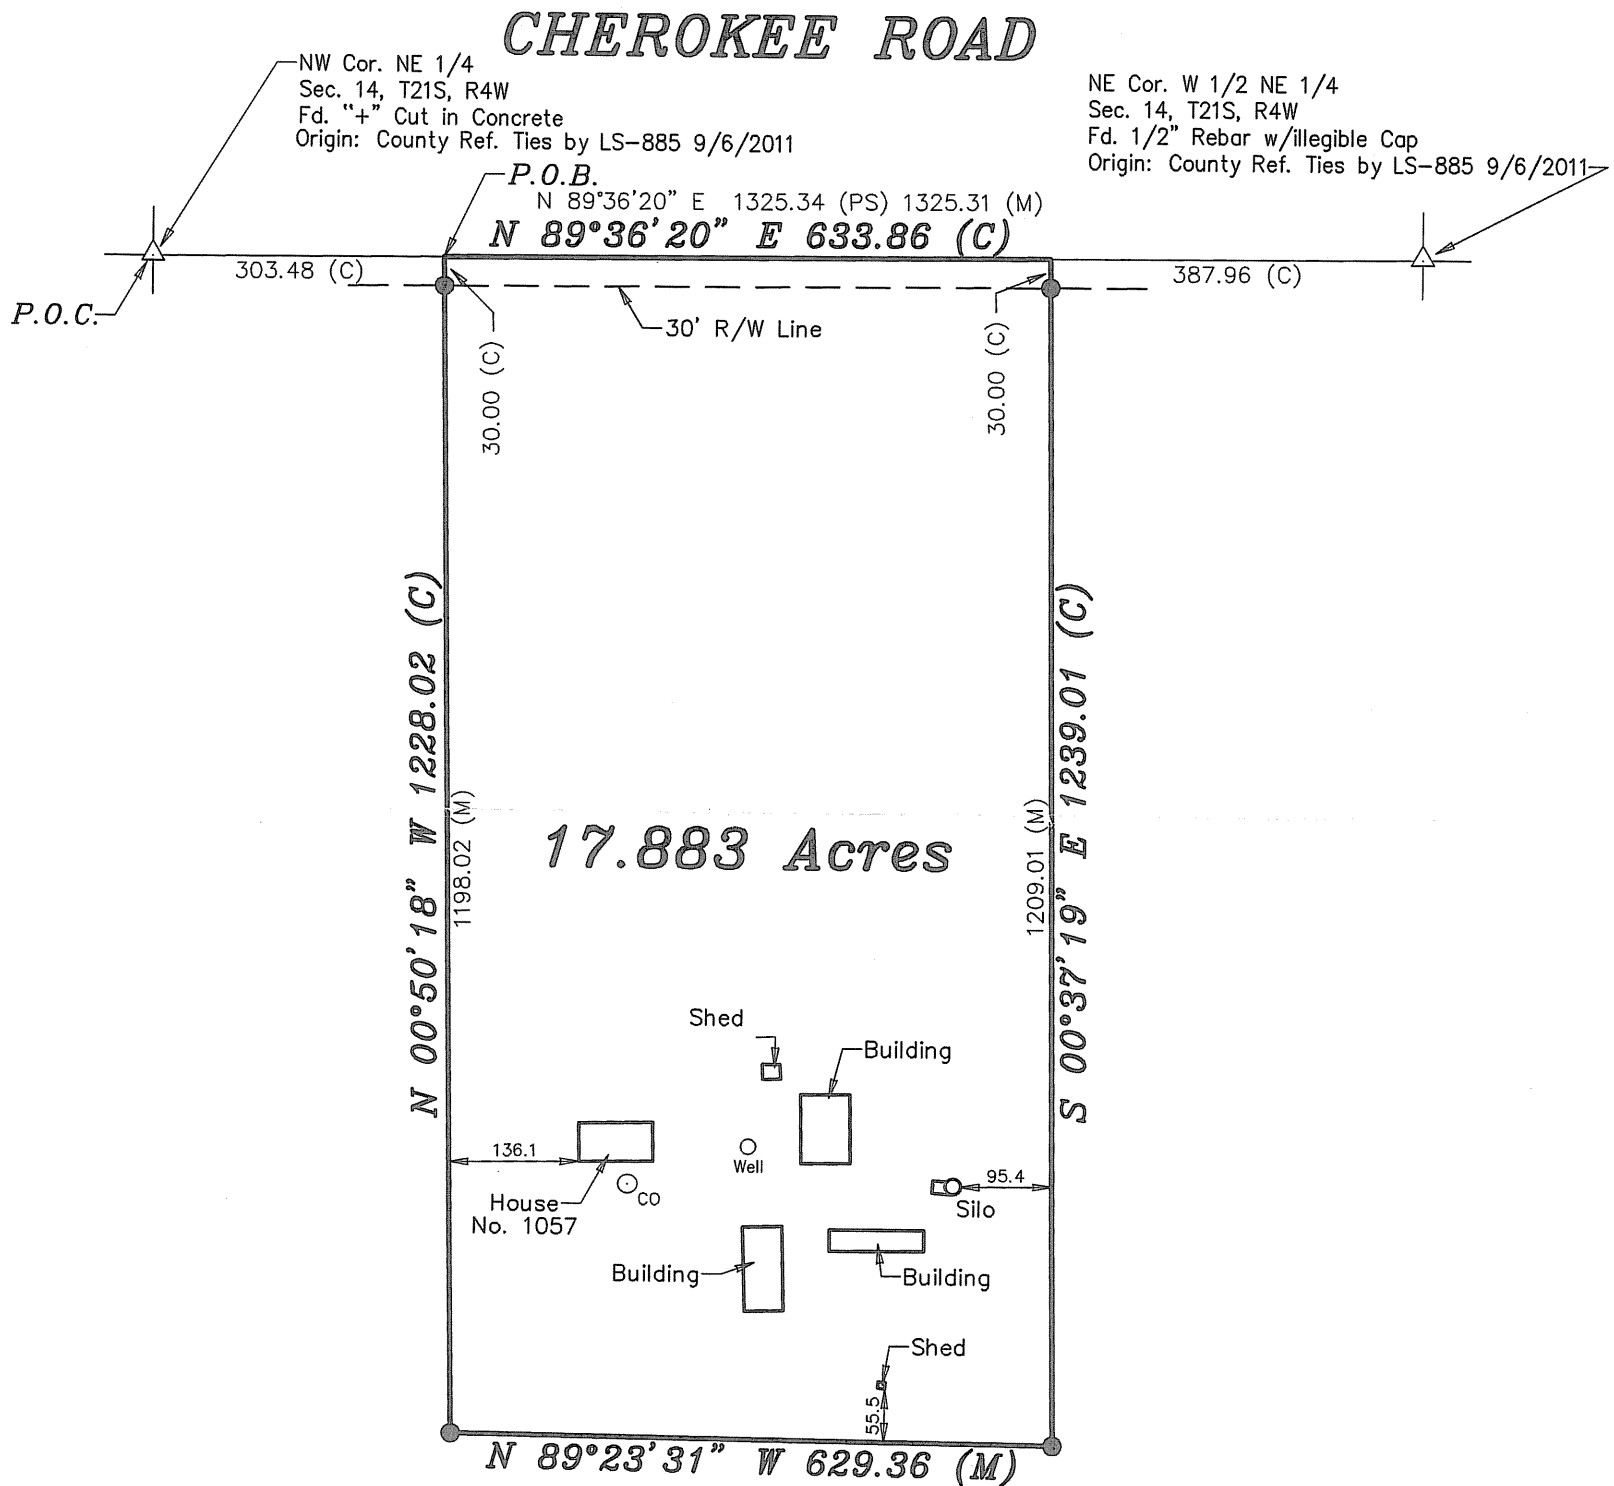 CHEROKEE ROAD
NW Cor. NE 1/4
Sec. 14, T21S, R4W
Fd. "+" Cut in Concrete
Origin: County Ref. Ties by LS-885 9/6/2011
NE Cor. W 1/2 NE 1/4
Sec. 14, T21S, R4W
Fd. 1/2" Rebar w/illegible Cap
Origin: County Ref. Ties by LS-885 9/6/2011
P.O.B.
N 89°36'20" E 1325.34 (PS) 1325.31 (M)
N 89°36'20" E 633.86 (C)
303.48 (C)
387.96 (C)
P.O.C.
30' R/W Line
30.00 (C)
30.00 (C)
N 00°50'18" W 1228.02 (C)
1198.02 (M)
17.883 Acres
1209.01 (M)
S 00°37'19" E 1239.01 (C)
Shed
Building
136.1
Well
CO
House
No. 1057
95.4
Silo
Building
Building
Shed
55.5
N 89°23'31" W 629.36 (M)